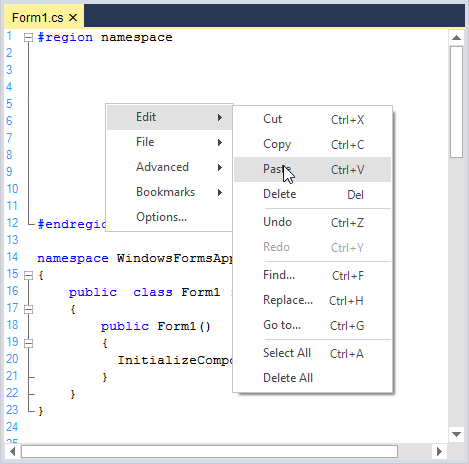 Form1.cs ×
1 #region namespace
2
3
4
5
6
7
8
9
10
11
12 #endregi
13
14 namespace WindowsFormsApp
15 {
16 public class Form1
17 {
18 public Form1()
19 {
20 InitializeCompo
21 }
22 }
23 }
24
25
Edit
File
Advanced
Bookmarks
Options...
Cut Ctrl+X
Copy Ctrl+C
Paste Ctrl+V
Delete Del
Undo Ctrl+Z
Redo Ctrl+Y
Find... Ctrl+F
Replace... Ctrl+H
Go to... Ctrl+G
Select All Ctrl+A
Delete All